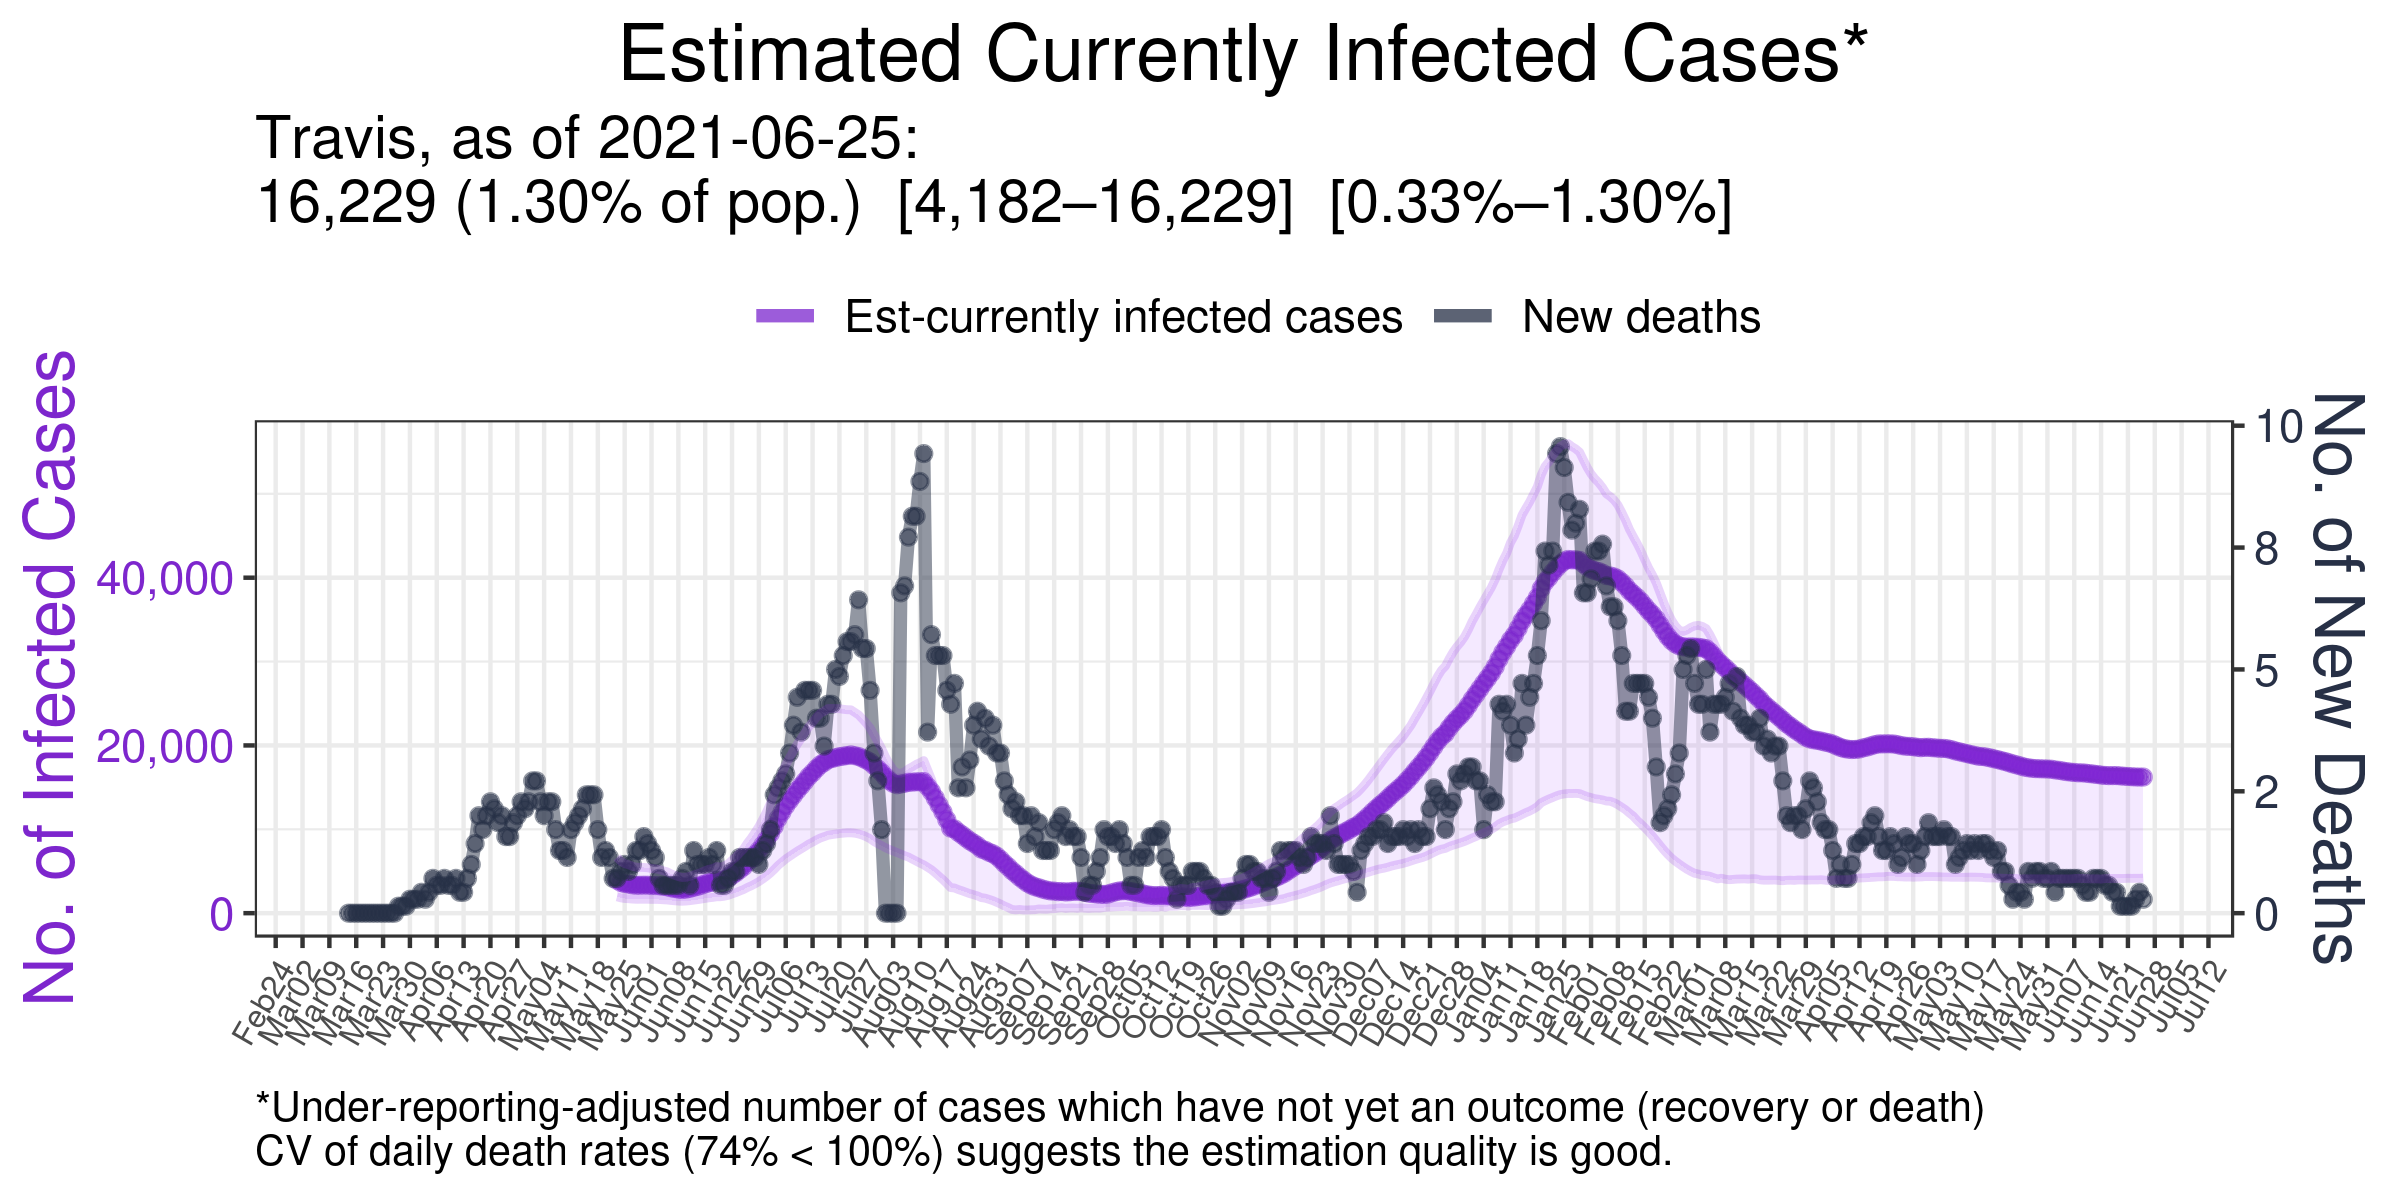 Estimated Currently Infected Cases*
Travis, as of 2021-06-25:
16,229 (1.30% of pop.) [4,182–16,229] [0.33%–1.30%]
Est-currently infected cases
New deaths
No. of Infected Cases
40,000
20,000
0
10
8
5
2
0
No. of New Deaths
Feb24
Mar02
Mar09
Mar16
Mar23
Mar30
Apr06
Apr13
Apr20
Apr27
May04
May11
May18
May25
Jun01
Jun08
Jun15
Jun22
Jun29
Jul06
Jul13
Jul20
Jul27
Aug03
Aug10
Aug17
Aug24
Aug31
Sep07
Sep14
Sep21
Sep28
Oct05
Oct12
Oct19
Oct26
Nov02
Nov09
Nov16
Nov23
Nov30
Dec07
Dec14
Dec21
Dec28
Jan04
Jan11
Jan18
Jan25
Feb01
Feb08
Feb15
Feb22
Mar01
Mar08
Mar15
Mar22
Mar29
Apr05
Apr12
Apr19
Apr26
May03
May10
May17
May24
May31
Jun07
Jun14
Jun21
Jun28
Jul05
Jul12
*Under-reporting-adjusted number of cases which have not yet an outcome (recovery or death)
CV of daily death rates (74% < 100%) suggests the estimation quality is good.